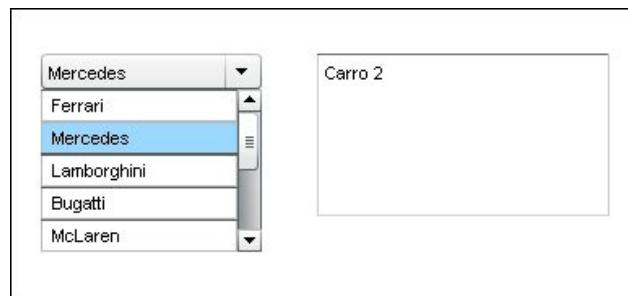 Mercedes
Ferrari
Mercedes
Lamborghini
Bugatti
McLaren
Carro 2